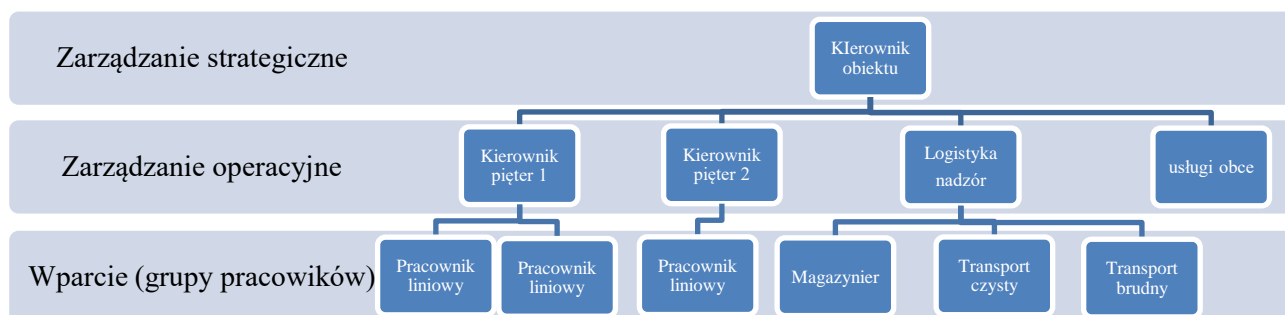 Zarządzanie strategiczne
KIerownik
obiektu
Zarządzanie operacyjne
Kierownik
pięter 1
Kierownik
pięter 2
Logistyka
nadzór
usługi obce
Wparcie (grupy pracowików)
Pracownik
liniowy
Pracownik
liniowy
Pracownik
liniowy
Magazynier
Transport
czysty
Transport
brudny